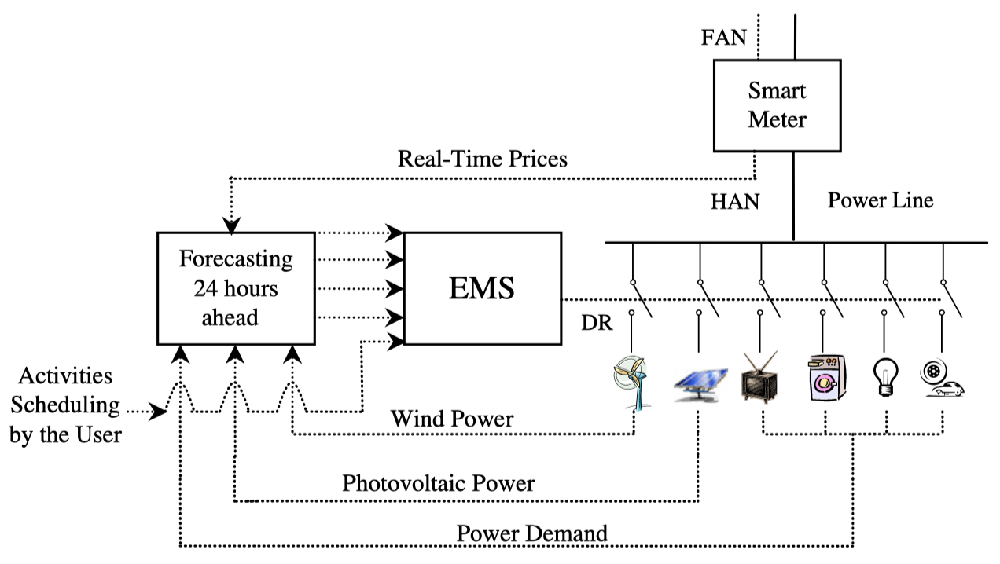 FAN
Smart
Meter
Real-Time Prices
HAN
Power Line
Forecasting
24 hours
ahead
EMS
DR
Activities
Scheduling
by the User
Wind Power
Photovoltaic Power
Power Demand